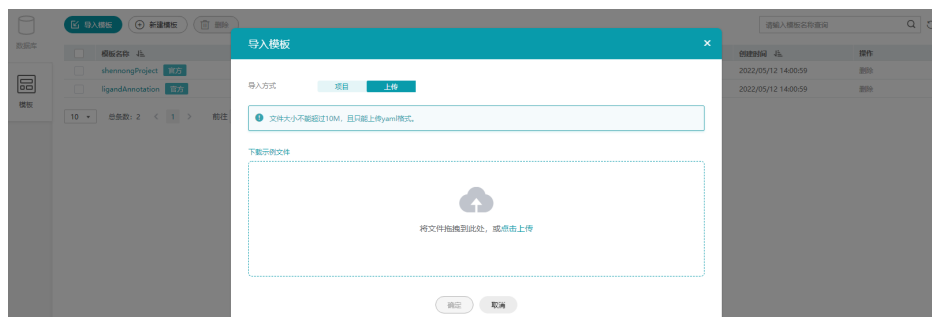 导入模板 新建模板 删除 请输入模板名称查询
数据库
模板
模板名称 创建时间 操作
shennongProject 官方 2022/05/12 14:00:59 删除
ligandAnnotation 官方 2022/05/12 14:00:59 删除
10 总条数: 2 < 1 > 前往
导入模板 ×
导入方式 项目 上传
文件大小不能超过10M，且只能上传yaml格式。
下载示例文件
将文件拖拽到此处，或点击上传
确定 取消